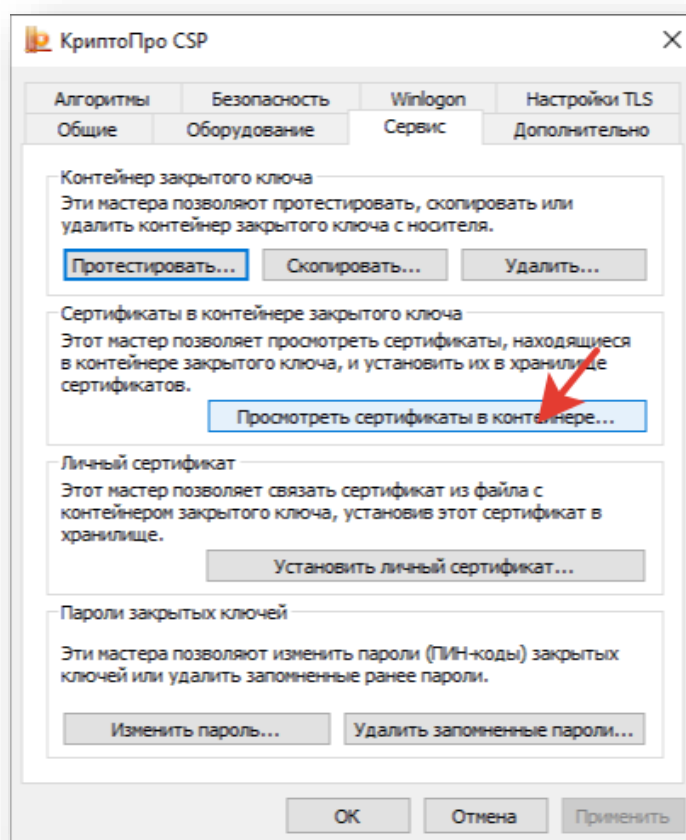 КриптоПро CSP
Алгоритмы Безопасность Winlogon Настройки TLS
Общие Оборудование Сервис Дополнительно
Контейнер закрытого ключа
Эти мастера позволяют протестировать, скопировать или
удалить контейнер закрытого ключа с носителя.
Протестировать... Скопировать... Удалить...
Сертификаты в контейнере закрытого ключа
Этот мастер позволяет просмотреть сертификаты, находящиеся
в контейнере закрытого ключа, и установить их в хранилище
сертификатов.
Просмотреть сертификаты в контейнере...
Личный сертификат
Этот мастер позволяет связать сертификат из файла с
контейнером закрытого ключа, установив этот сертификат в
хранилище.
Установить личный сертификат...
Пароли закрытых ключей
Эти мастера позволяют изменить пароли (ПИН-коды) закрытых
ключей или удалить запомненные ранее пароли.
Изменить пароль... Удалить запомненные пароли...
ОК Отмена Применить